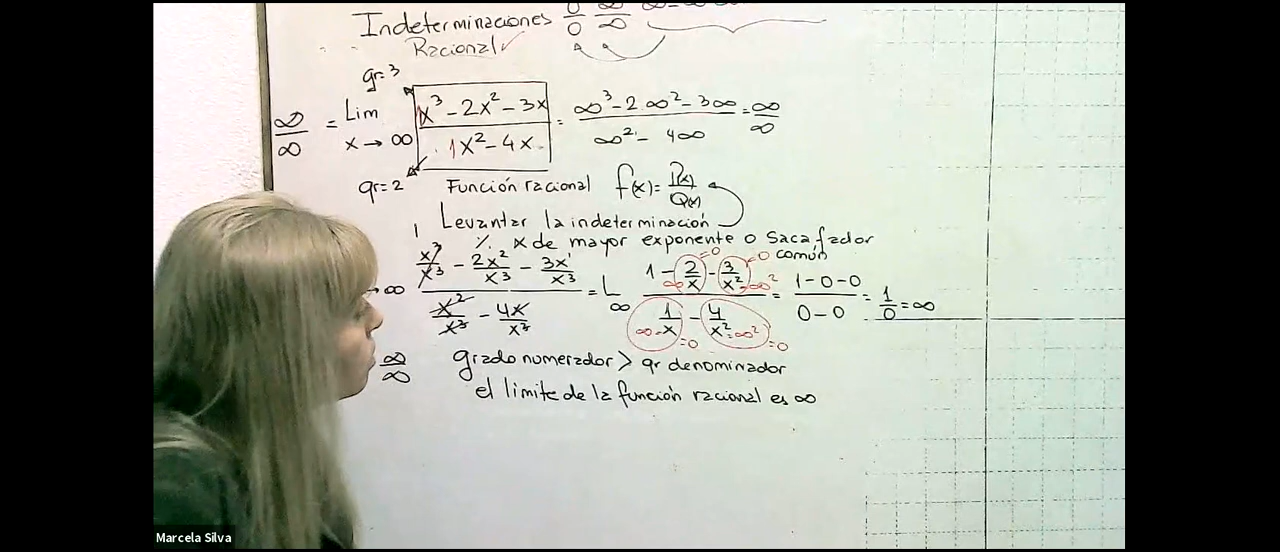 Indeterminaciones 0/0 ∞/∞
Racional ✓
gr=3
∞/∞ = Lim x→∞ (x³ - 2x² - 3x)/(1x² - 4x) = (∞³ - 2∞² - 3∞)/(∞² - 4∞) = ∞/∞
gr=2 Función racional f(x) = P(x)/Q(x)
1 Levantar la indeterminación
%. x de mayor exponente o Saca factor
común
→∞ (x³/x³ - 2x²/x³ - 3x/x³)/(x²/x³ - 4x/x³) = L ∞ (1 - 2/x - 3/x²)/(1/x - 4/x²) = (1-0-0)/(0-0) = 1/0 = ∞
∞/∞ grado numerador > gr denominador
el limite de la función racional es ∞
Marcela Silva